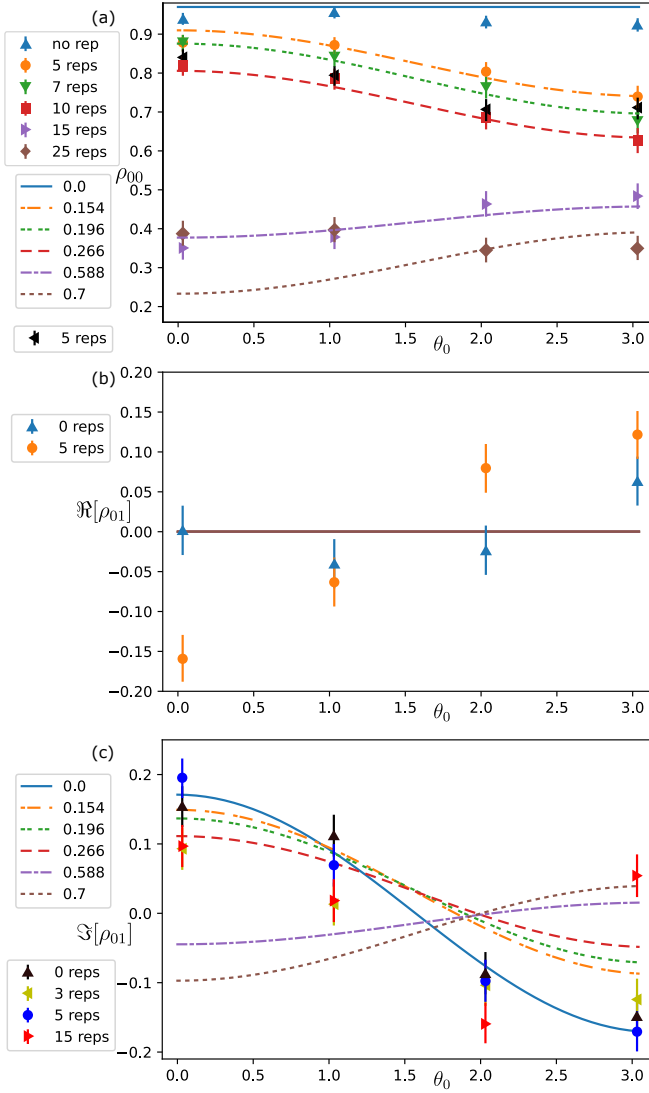 (a)
no rep
5 reps
7 reps
10 reps
15 reps
25 reps
0.0
0.154
0.196
0.266
0.588
0.7
5 reps
ρ00
0.9
0.8
0.7
0.6
0.5
0.4
0.3
0.2
0.0 0.5 1.0 1.5 2.0 2.5 3.0
θ0
(b)
0 reps
5 reps
ℜ[ρ01]
0.20
0.15
0.10
0.05
0.00
−0.05
−0.10
−0.15
−0.20
0.0 0.5 1.0 1.5 2.0 2.5 3.0
θ0
(c)
0.0
0.154
0.196
0.266
0.588
0.7
ℑ[ρ01]
0 reps
3 reps
5 reps
15 reps
0.2
0.1
0.0
−0.1
−0.2
0.0 0.5 1.0 1.5 2.0 2.5 3.0
θ0